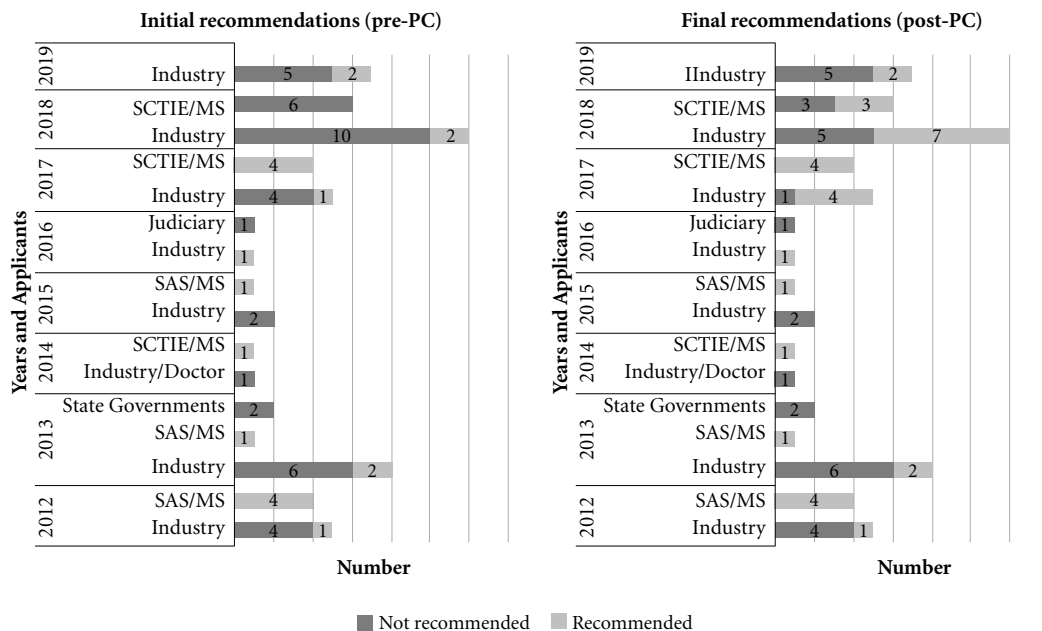 Initial recommendations (pre-PC)
Years and Applicants
2019
Industry 5 2
2018
SCTIE/MS 6
Industry 10 2
2017
SCTIE/MS 4
Industry 4 1
2016
Judiciary 1
Industry 1
2015
SAS/MS 1
Industry 2
2014
SCTIE/MS 1
Industry/Doctor 1
2013
State Governments 2
SAS/MS 1
Industry 6 2
2012
SAS/MS 4
Industry 4 1
Number
Final recommendations (post-PC)
Years and Applicants
2019
IIndustry 5 2
2018
SCTIE/MS 3 3
Industry 5 7
2017
SCTIE/MS 4
Industry 1 4
2016
Judiciary 1
Industry 1
2015
SAS/MS 1
Industry 2
2014
SCTIE/MS 1
Industry/Doctor 1
2013
State Governments 2
SAS/MS 1
Industry 6 2
2012
SAS/MS 4
Industry 4 1
Number
Not recommended Recommended